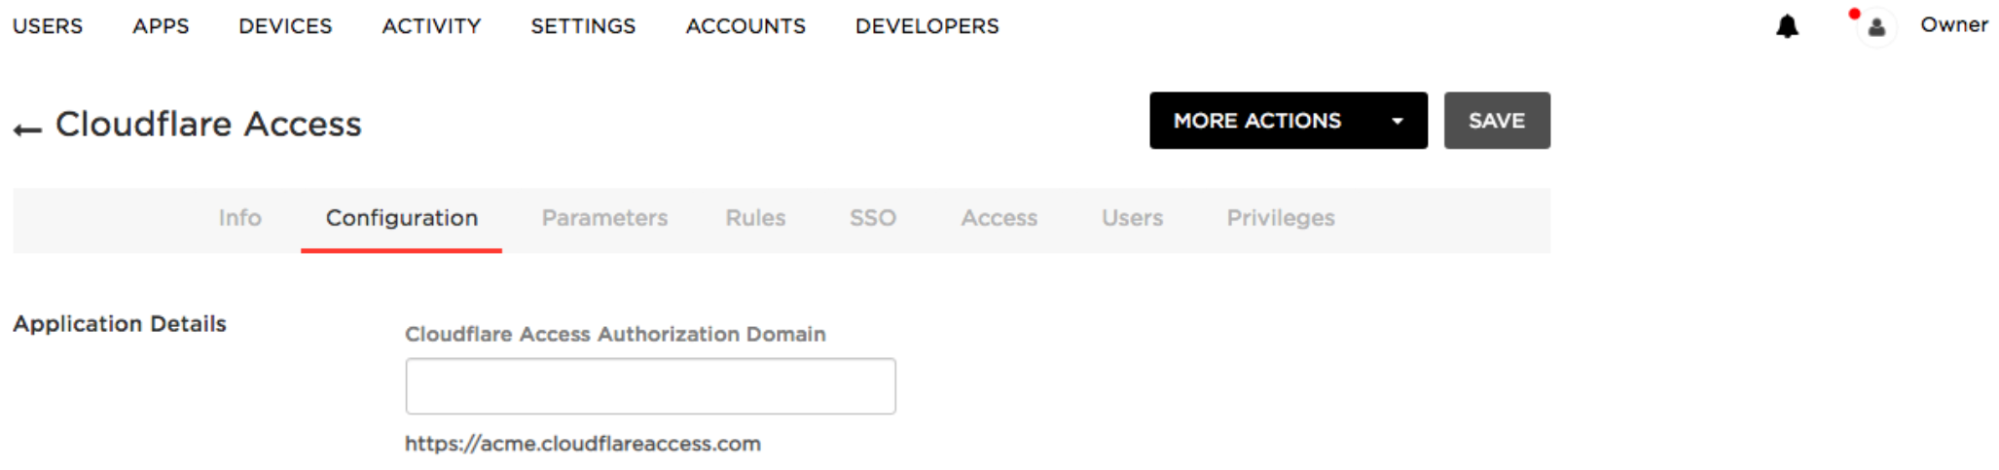 USERS APPS DEVICES ACTIVITY SETTINGS ACCOUNTS DEVELOPERS Owner
Cloudflare Access MORE ACTIONS SAVE
Info Configuration Parameters Rules SSO Access Users Privileges
Application Details
Cloudflare Access Authorization Domain
https://acme.cloudflareaccess.com